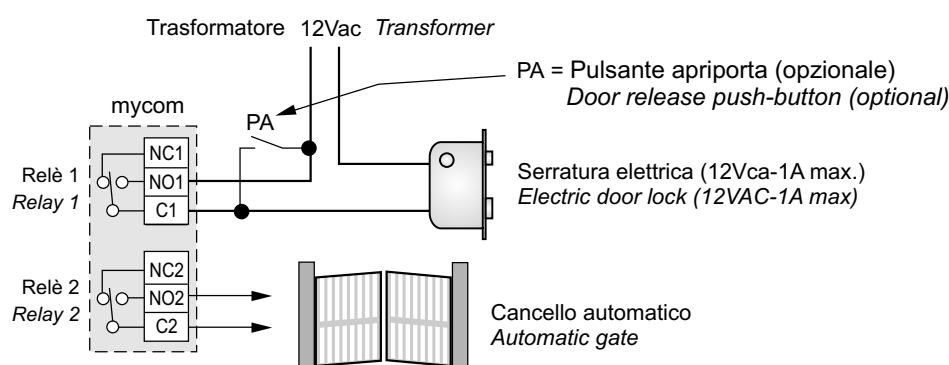 Trasformatore 12Vac Transformer
PA = Pulsante apriporta (opzionale)
Door release push-button (optional)
mycom
PA
NC1
Relè 1
NO1
Relay 1
C1
Serratura elettrica (12Vca-1A max.)
Electric door lock (12VAC-1A max)
NC2
Relè 2
NO2
Relay 2
C2
Cancello automatico
Automatic gate